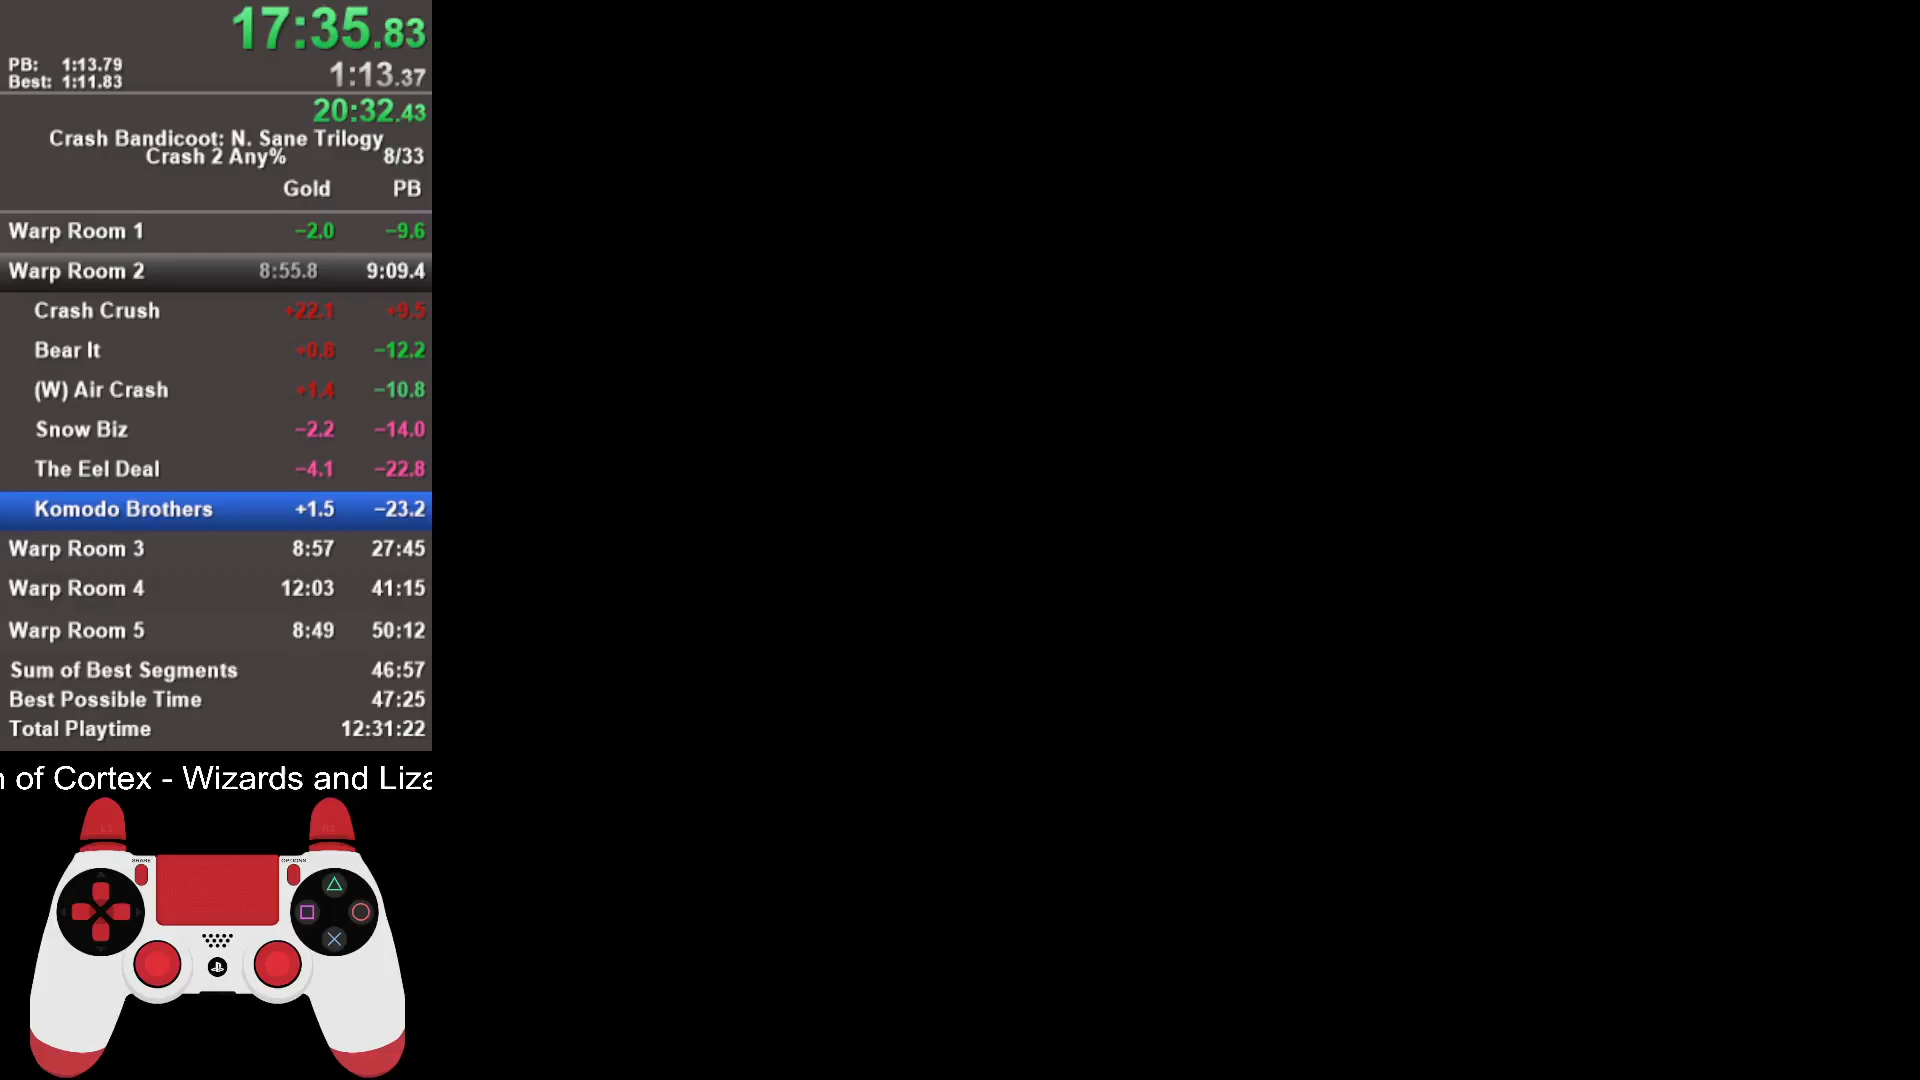 17:35.83
PB: 1:13.79
Best: 1:11.83
1:13.37
20:32.43
Crash Bandicoot: N. Sane Trilogy
Crash 2 Any% 8/33
Gold PB
Warp Room 1 −2.0 −9.6
Warp Room 2 8:55.8 9:09.4
Crash Crush +22.1 +9.5
Bear It +0.8 −12.2
(W) Air Crash +1.4 −10.8
Snow Biz −2.2 −14.0
The Eel Deal −4.1 −22.8
Komodo Brothers +1.5 −23.2
Warp Room 3 8:57 27:45
Warp Room 4 12:03 41:15
Warp Room 5 8:49 50:12
Sum of Best Segments 46:57
Best Possible Time 47:25
Total Playtime 12:31:22
of Cortex - Wizards and Liza
SHARE OPTIONS